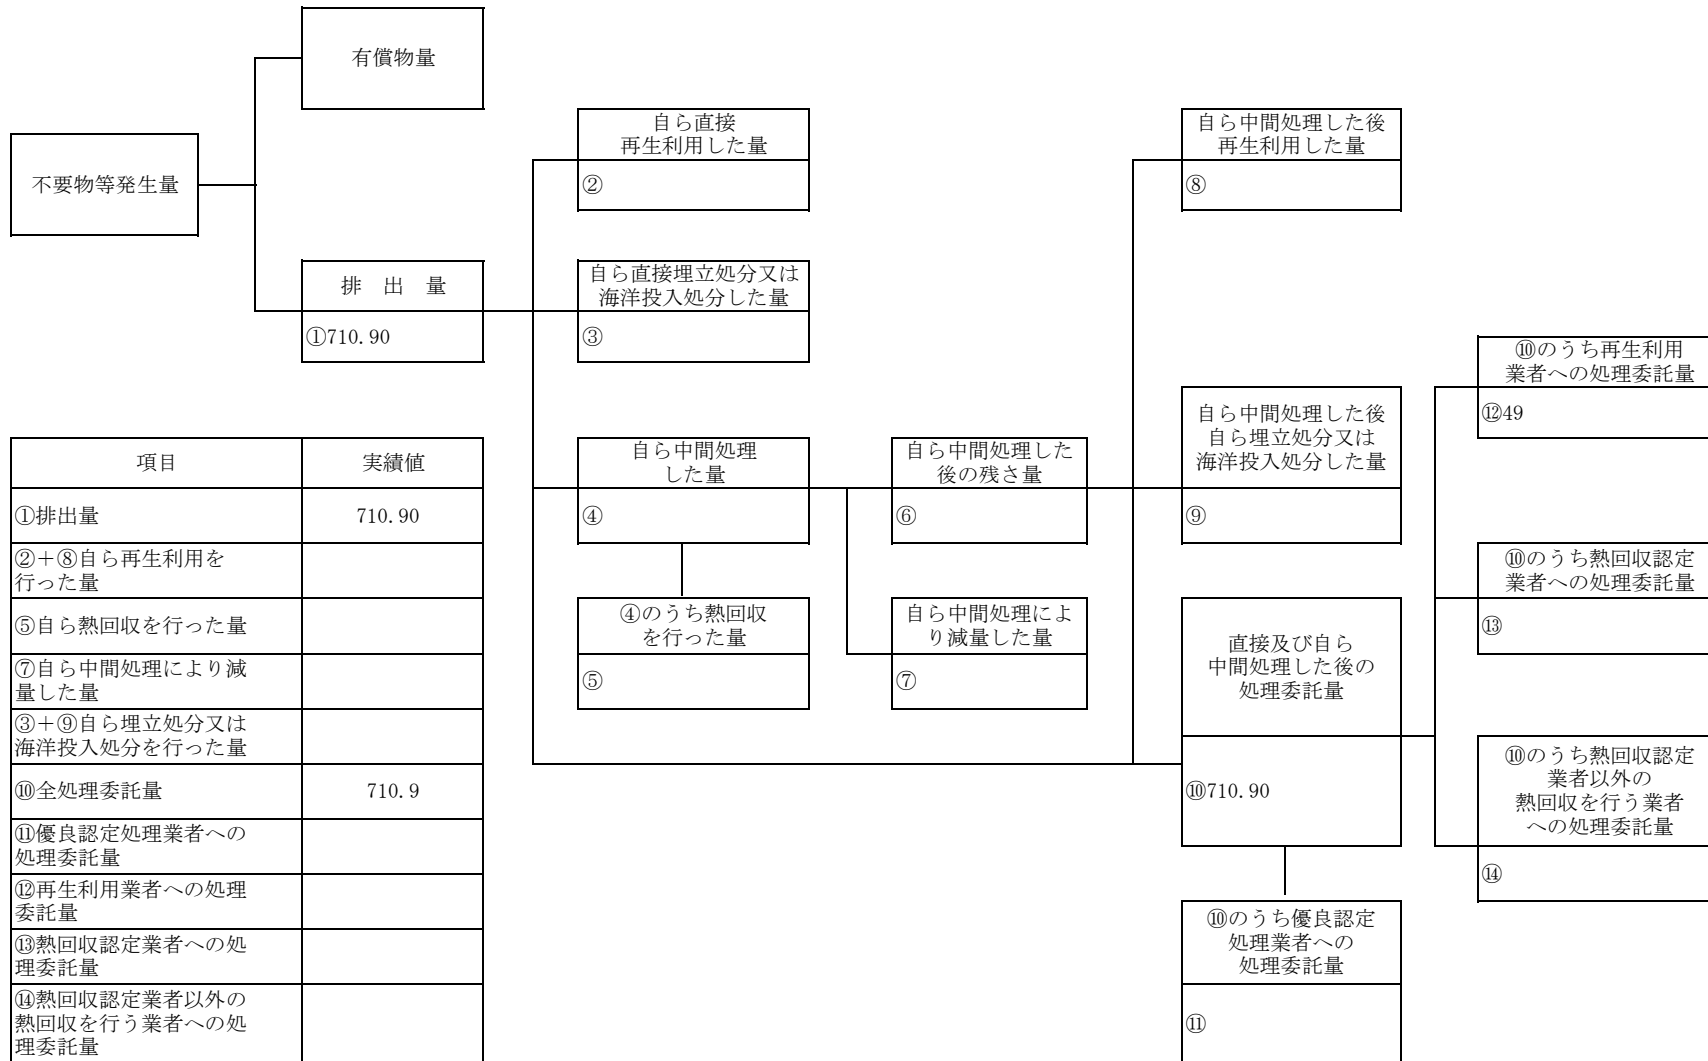 有償物量
不要物等発生量
排　出　量
①710.90
自ら直接
再生利用した量
②
自ら直接埋立処分又は
海洋投入処分した量
③
自ら中間処理
した量
④
④のうち熱回収
を行った量
⑤
自ら中間処理した
後の残さ量
⑥
自ら中間処理によ
り減量した量
⑦
自ら中間処理した後
再生利用した量
⑧
自ら中間処理した後
自ら埋立処分又は
海洋投入処分した量
⑨
直接及び自ら
中間処理した後の
処理委託量
⑩710.90
⑩のうち優良認定
処理業者への
処理委託量
⑪
⑩のうち再生利用
業者への処理委託量
⑫49
⑩のうち熱回収認定
業者への処理委託量
⑬
⑩のうち熱回収認定
業者以外の
熱回収を行う業者
への処理委託量
⑭
項目 実績値
①排出量 710.90
②＋⑧自ら再生利用を
行った量
⑤自ら熱回収を行った量
⑦自ら中間処理により減
量した量
③＋⑨自ら埋立処分又は
海洋投入処分を行った量
⑩全処理委託量 710.9
⑪優良認定処理業者への
処理委託量
⑫再生利用業者への処理
委託量
⑬熱回収認定業者への処
理委託量
⑭熱回収認定業者以外の
熱回収を行う業者への処
理委託量